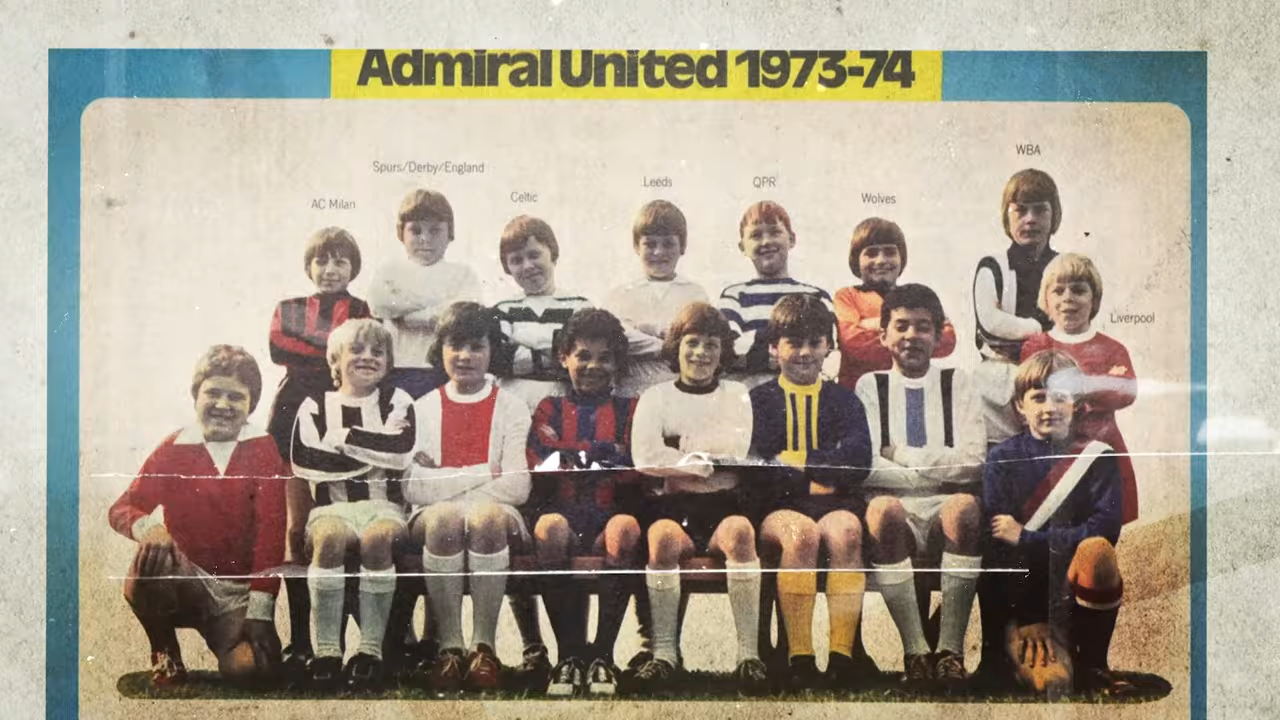 Admiral United 1973-74
WBA
Spurs/Derby/England
Leeds
QPR
Celtic
Wolves
AC Milan
Liverpool